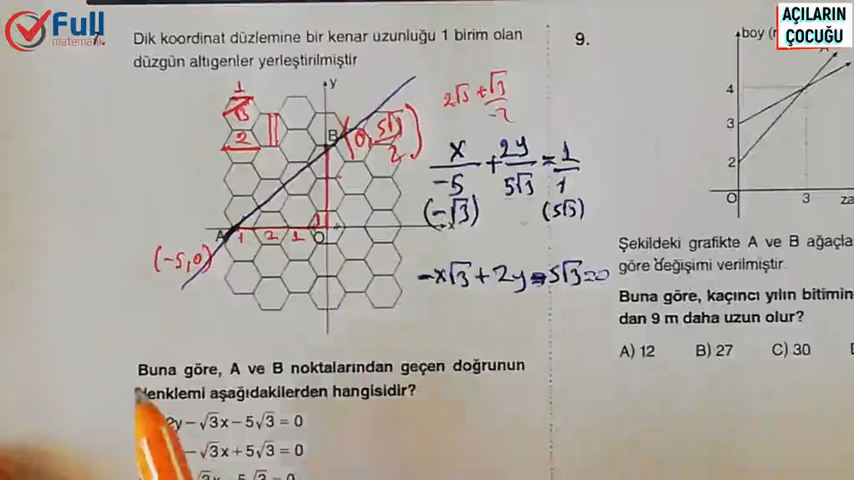 Full
matematik
AÇILARIN
ÇOCUĞU
Dik koordinat düzlemine bir kenar uzunluğu 1 birim olan
düzgün altıgenler yerleştirilmiştir
y
B
A
O
x
1 2 1
(-5,0)
(0, 5√3/2)
2√3 + √3/2
x/-5 + 2y/5√3 = 1/1
(-√3) (5√3)
-x√3 + 2y - 5√3 = 0
Buna göre, A ve B noktalarından geçen doğrunun
denklemi aşağıdakilerden hangisidir?
2y – √3x – 5√3 = 0
– √3x + 5√3 = 0
9.
boy
4
3
2
O
3
Şekildeki grafikte A ve B ağaçla
göre değişimi verilmiştir.
Buna göre, kaçıncı yılın bitimin
dan 9 m daha uzun olur?
A) 12 B) 27 C) 30